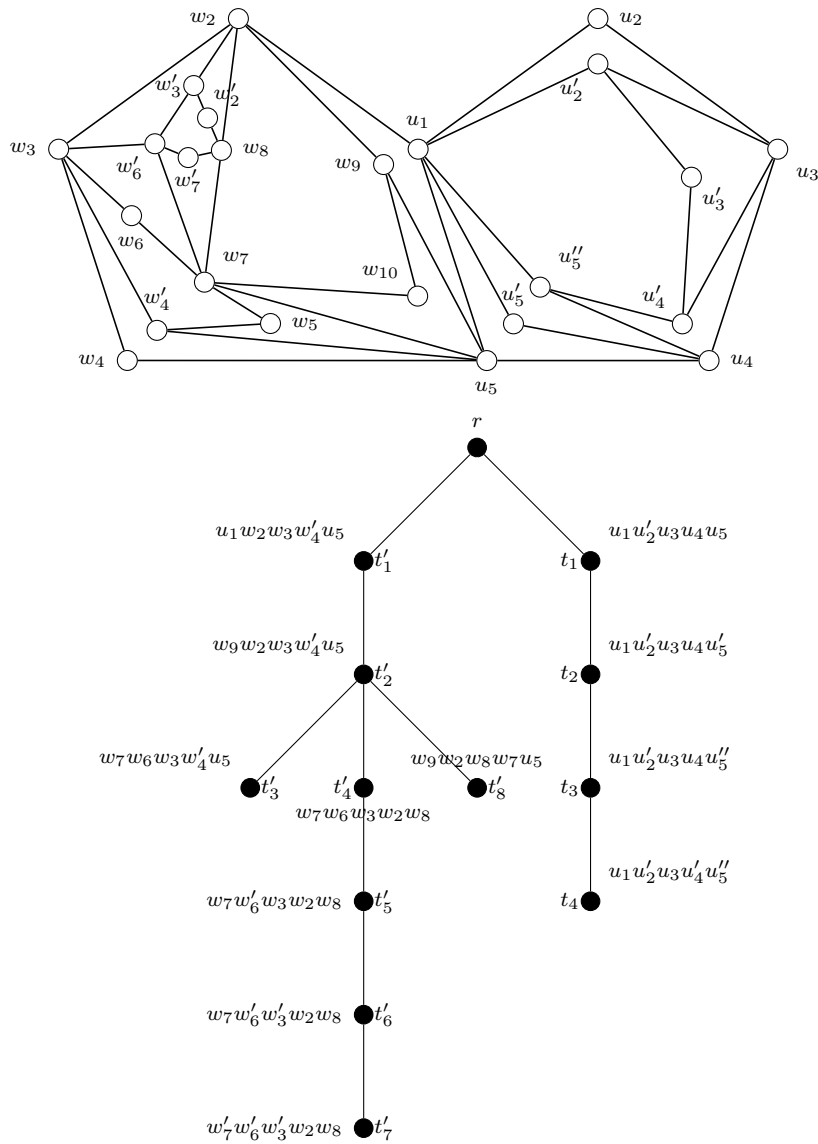 w₂ u₂
w′₃ w′₂ u′₂
u₁
w₃ w′₆ w₈ w₉ u₃
w′₇ u′₃
w₆
w₇ w₁₀ u″₅
w′₄ u′₅ u′₄
w₅
w₄ u₄
u₅
r
u₁w₂w₃w′₄u₅ u₁u′₂u₃u₄u₅
t′₁ t₁
w₉w₂w₃w′₄u₅ u₁u′₂u₃u₄u′₅
t′₂ t₂
w₇w₆w₃w′₄u₅ w₉w₂w₈w₇u₅ u₁u′₂u₃u₄u″₅
t′₃ t′₄ t′₈ t₃
w₇w₆w₃w₂w₈
u₁u′₂u₃u′₄u″₅
w₇w′₆w₃w₂w₈ t′₅ t₄
w₇w′₆w′₃w₂w₈ t′₆
w′₇w′₆w′₃w₂w₈ t′₇